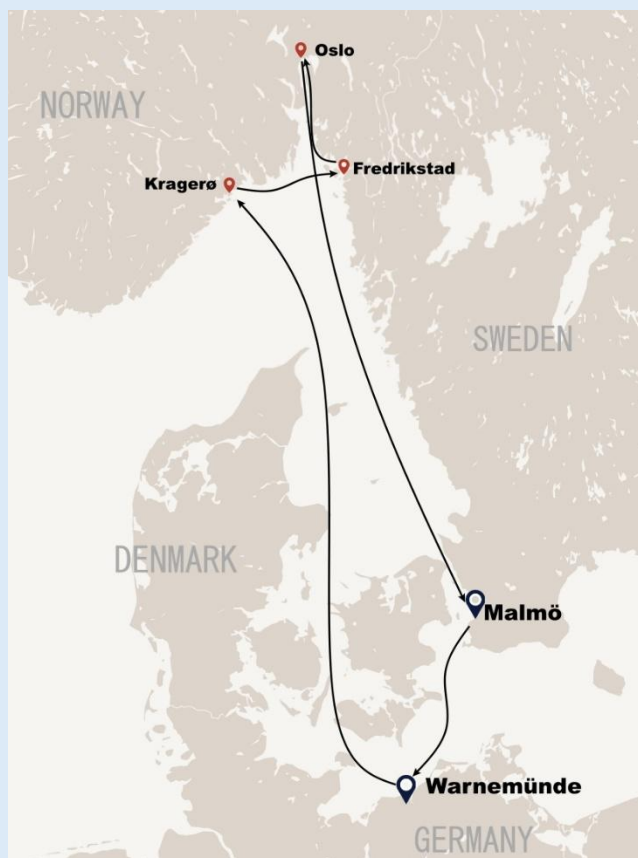 Oslo
NORWAY
Fredrikstad
Kragerø
SWEDEN
DENMARK
Malmö
Warnemünde
GERMANY